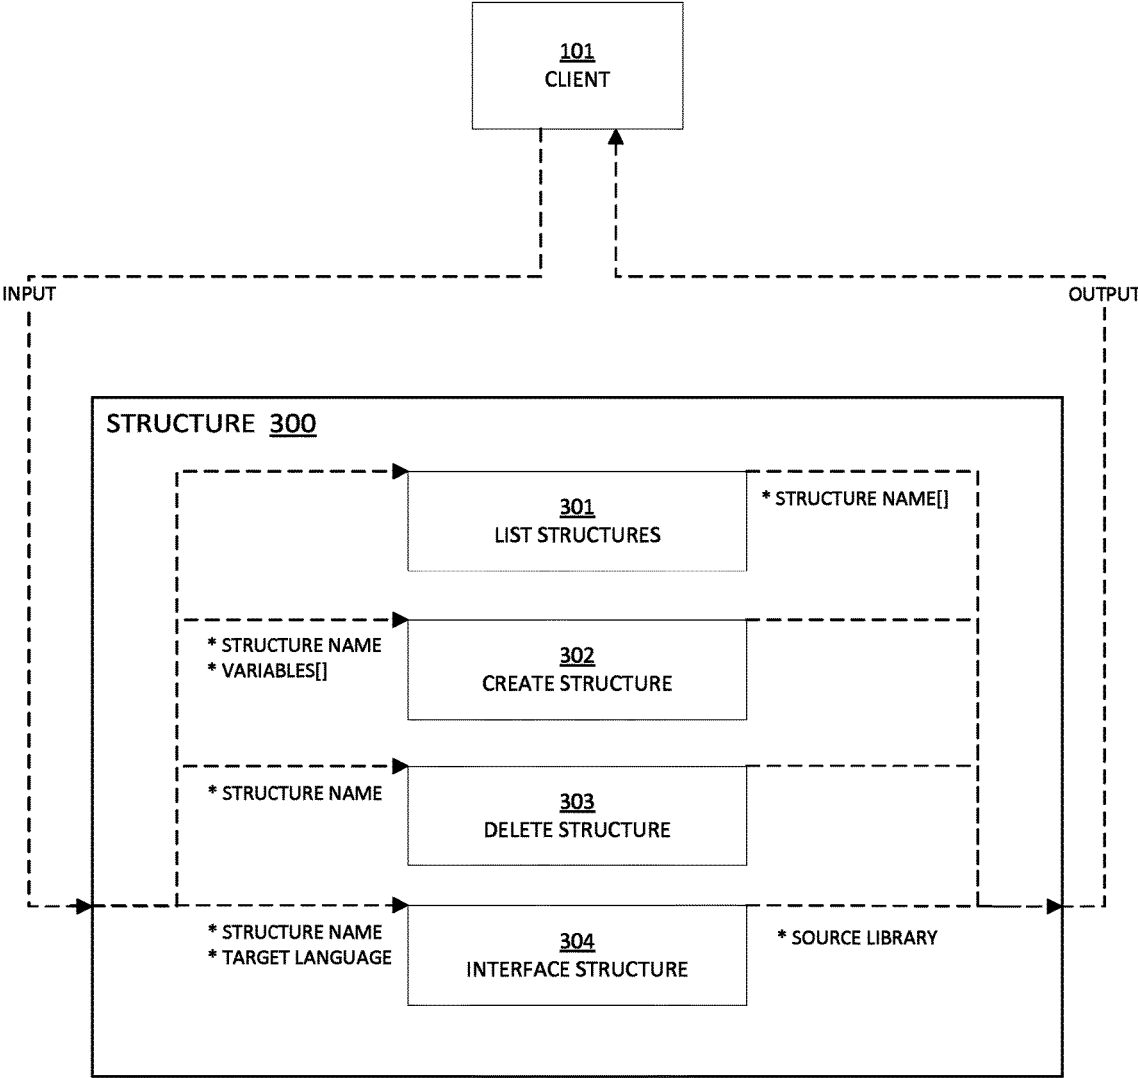 101
CLIENT
INPUT
OUTPUT
STRUCTURE 300
301
LIST STRUCTURES
* STRUCTURE NAME[]
* STRUCTURE NAME
* VARIABLES[]
302
CREATE STRUCTURE
* STRUCTURE NAME
303
DELETE STRUCTURE
* STRUCTURE NAME
* TARGET LANGUAGE
304
INTERFACE STRUCTURE
* SOURCE LIBRARY